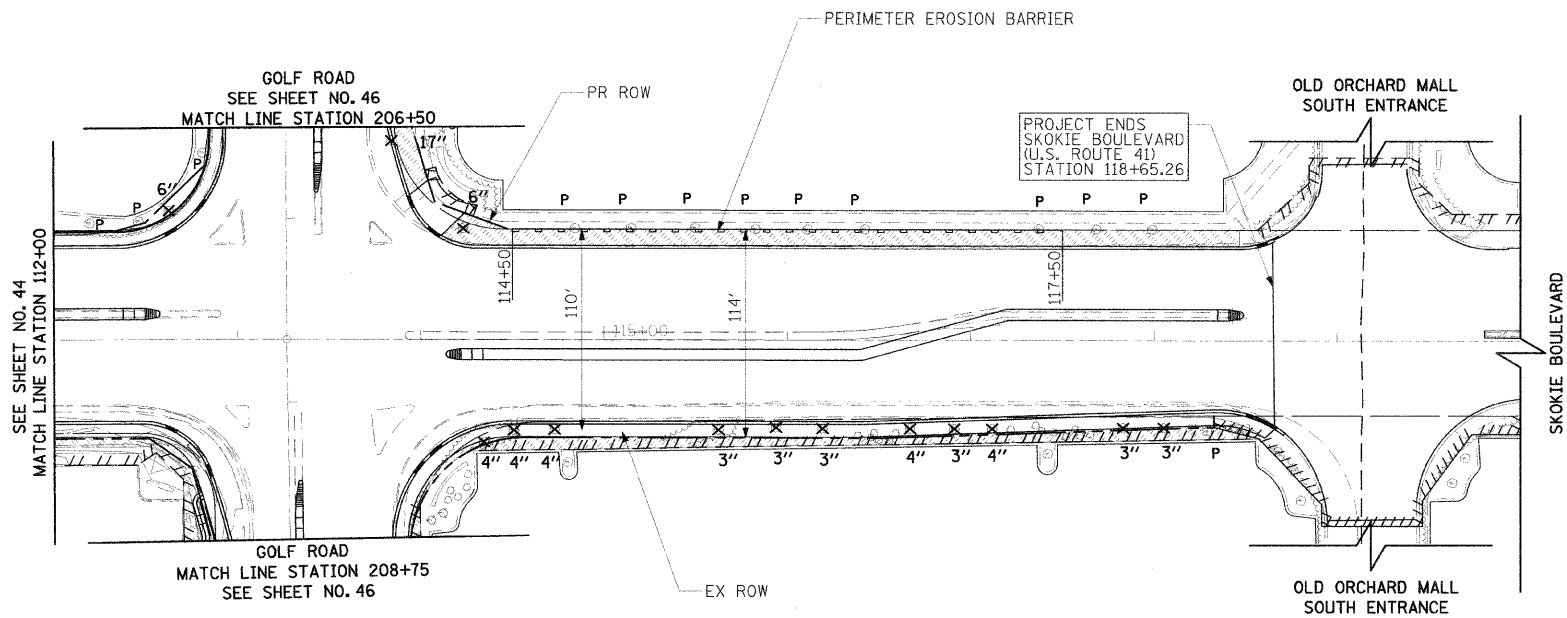 PERIMETER EROSION BARRIER
GOLF ROAD
SEE SHEET NO. 46
MATCH LINE STATION 206+50
PR ROW
OLD ORCHARD MALL
SOUTH ENTRANCE
PROJECT ENDS
SKOKIE BOULEVARD
(U.S. ROUTE 41)
STATION 118+65.26
17"
P
6"
P
P
6"
P P P P P P P P P
SEE SHEET NO. 44
MATCH LINE STATION 112+00
114+50
110'
114'
117+50
115+00
SKOKIE BOULEVARD
4" 4" 4" 3" 3" 3" 4" 3" 4" 3" 3" P
GOLF ROAD
MATCH LINE STATION 208+75
SEE SHEET NO. 46
EX ROW
OLD ORCHARD MALL
SOUTH ENTRANCE